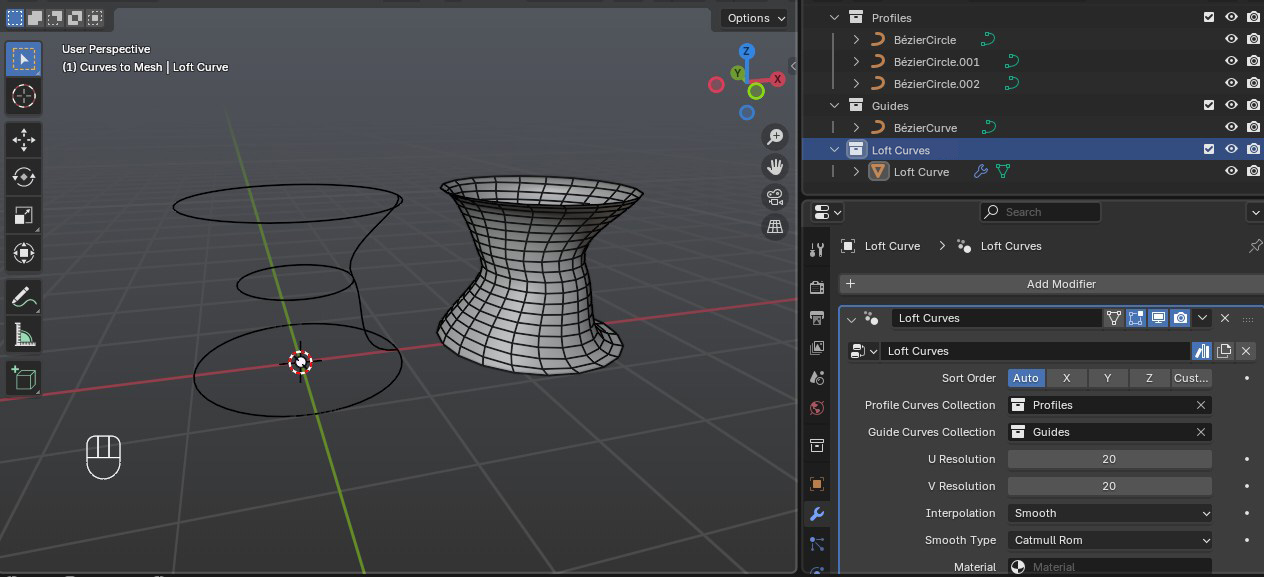 Options
User Perspective
(1) Curves to Mesh | Loft Curve
Z
Y
X
Profiles
BézierCircle
BézierCircle.001
BézierCircle.002
Guides
BézierCurve
Loft Curves
Loft Curve
Search
Loft Curve > Loft Curves
+ Add Modifier
Loft Curves
Loft Curves
Sort Order Auto X Y Z Cust...
Profile Curves Collection Profiles
Guide Curves Collection Guides
U Resolution 20
V Resolution 20
Interpolation Smooth
Smooth Type Catmull Rom
Material Material